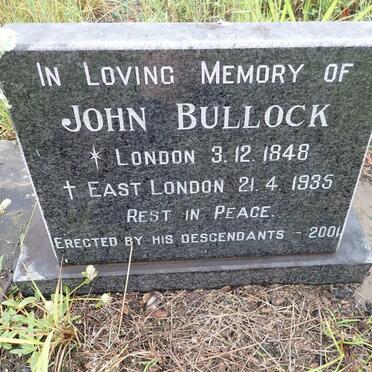 In Loving Memory of
John Bullock
* London 3.12.1848
† East London 21.4.1935
Rest in Peace.
Erected by his descendants - 2001